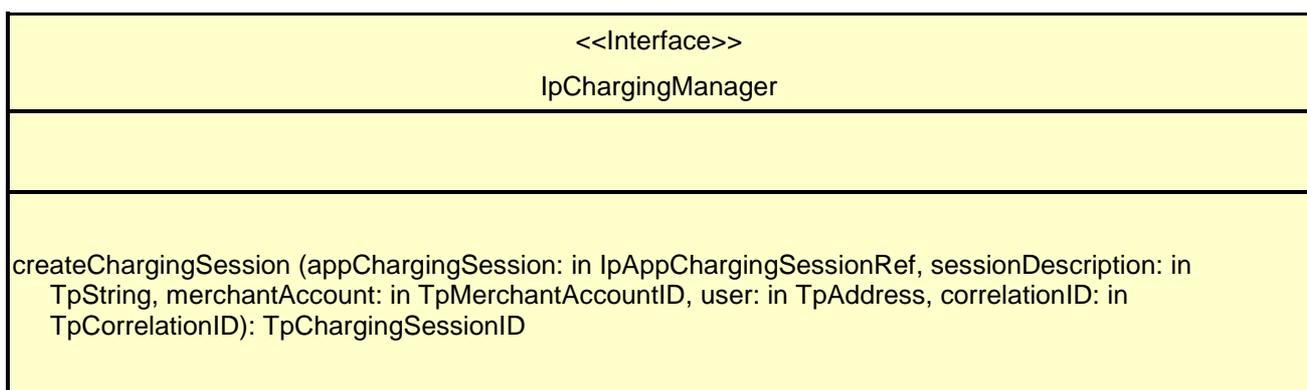 <<Interface>>
IpChargingManager
createChargingSession (appChargingSession: in IpAppChargingSessionRef, sessionDescription: in
TpString, merchantAccount: in TpMerchantAccountID, user: in TpAddress, correlationID: in
TpCorrelationID): TpChargingSessionID